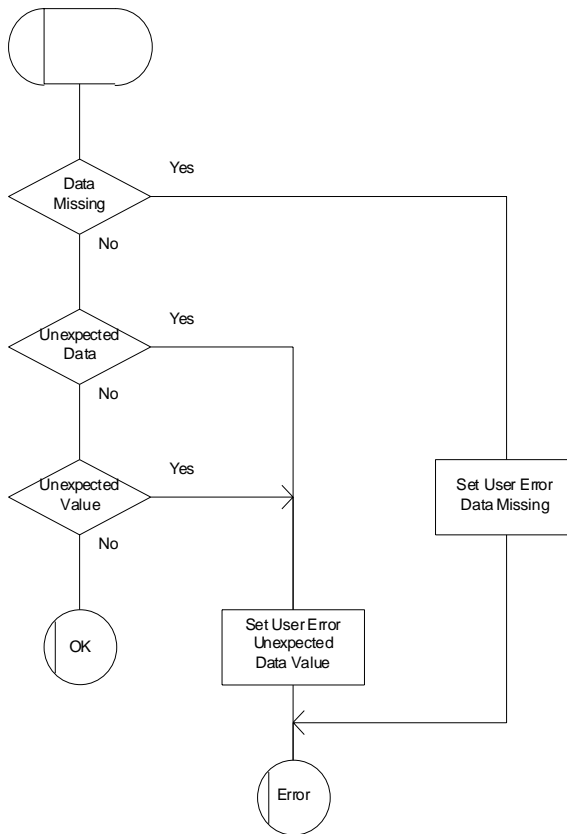 Yes
Data
Missing
No
Yes
Unexpected
Data
No
Yes
Unexpected
Value
No
Set User Error
Data Missing
OK
Set User Error
Unexpected
Data Value
Error